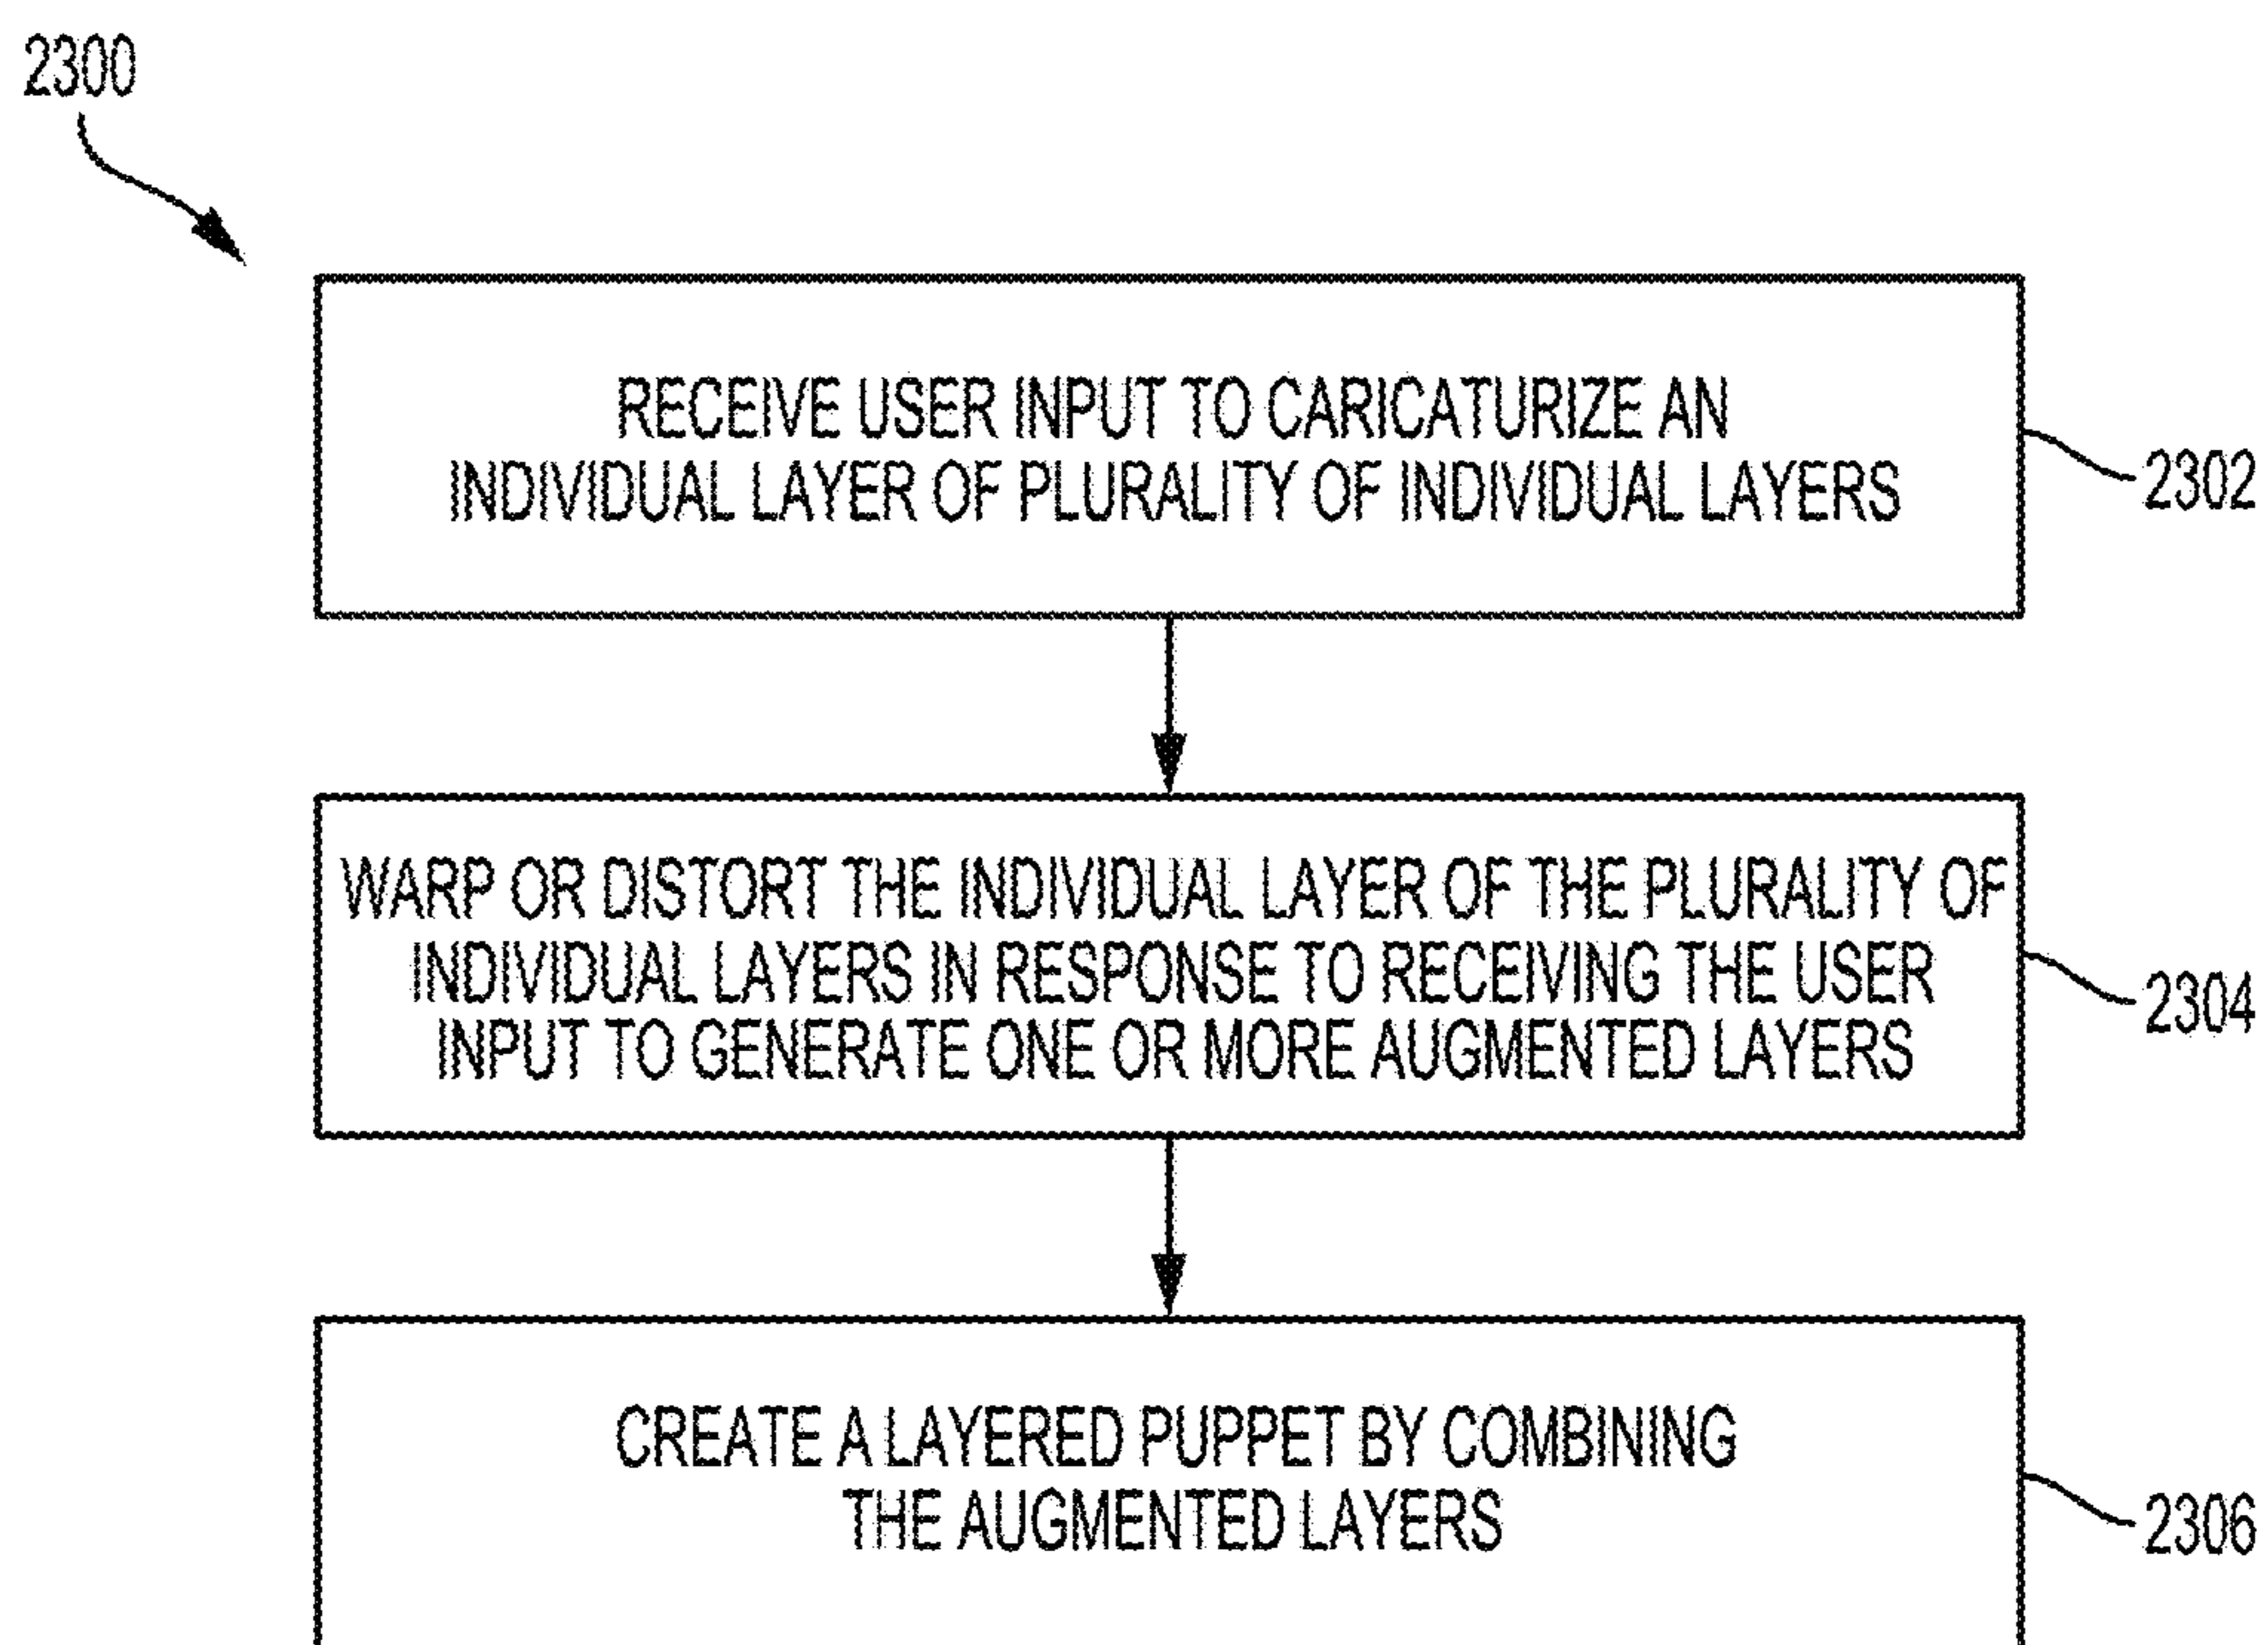 2300
RECEIVE USER INPUT TO CARICATURIZE AN
INDIVIDUAL LAYER OF PLURALITY OF INDIVIDUAL LAYERS
2302
WARP OR DISTORT THE INDIVIDUAL LAYER OF THE PLURALITY OF
INDIVIDUAL LAYERS IN RESPONSE TO RECEIVING THE USER
INPUT TO GENERATE ONE OR MORE AUGMENTED LAYERS
2304
CREATE A LAYERED PUPPET BY COMBINING
THE AUGMENTED LAYERS
2306